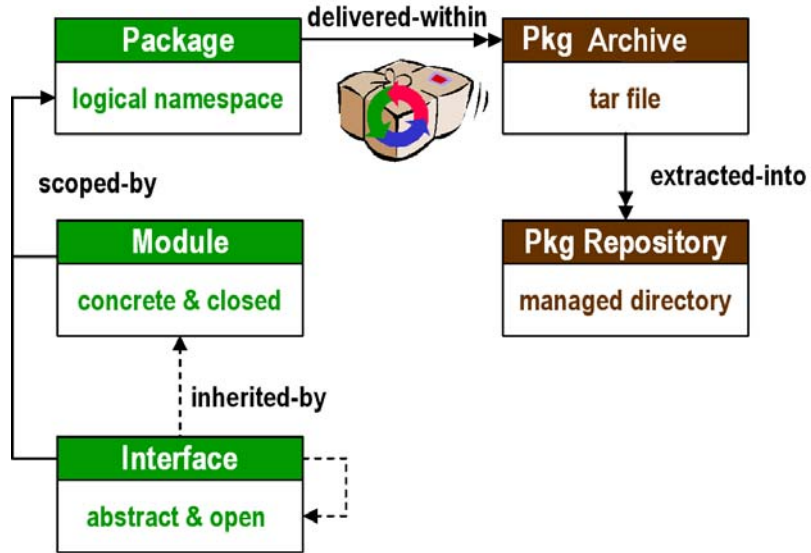 delivered-within
Package
logical namespace
Pkg Archive
tar file
scoped-by
extracted-into
Module
concrete & closed
Pkg Repository
managed directory
inherited-by
Interface
abstract & open